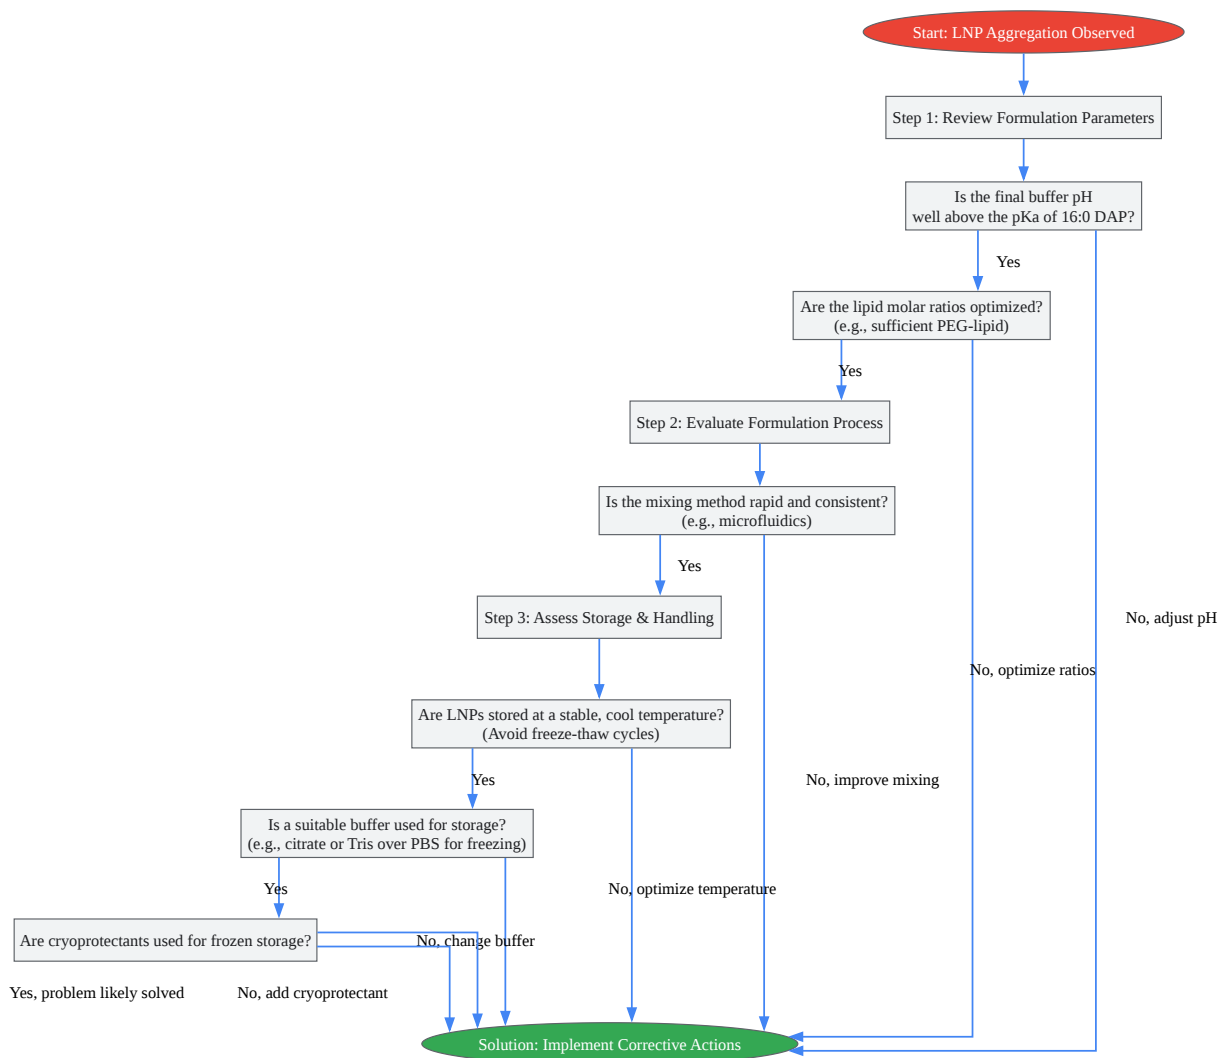 Start: LNP Aggregation Observed
Step 1: Review Formulation Parameters
Is the final buffer pH
well above the pKa of 16:0 DAP?
Yes
Are the lipid molar ratios optimized?
(e.g., sufficient PEG-lipid)
Yes
Step 2: Evaluate Formulation Process
Is the mixing method rapid and consistent?
(e.g., microfluidics)
Yes
Step 3: Assess Storage & Handling
No, adjust pH
No, optimize ratios
Are LNPs stored at a stable, cool temperature?
(Avoid freeze-thaw cycles)
Yes
No, improve mixing
Is a suitable buffer used for storage?
(e.g., citrate or Tris over PBS for freezing)
Yes
No, optimize temperature
Are cryoprotectants used for frozen storage?
No, change buffer
Yes, problem likely solved
No, add cryoprotectant
Solution: Implement Corrective Actions